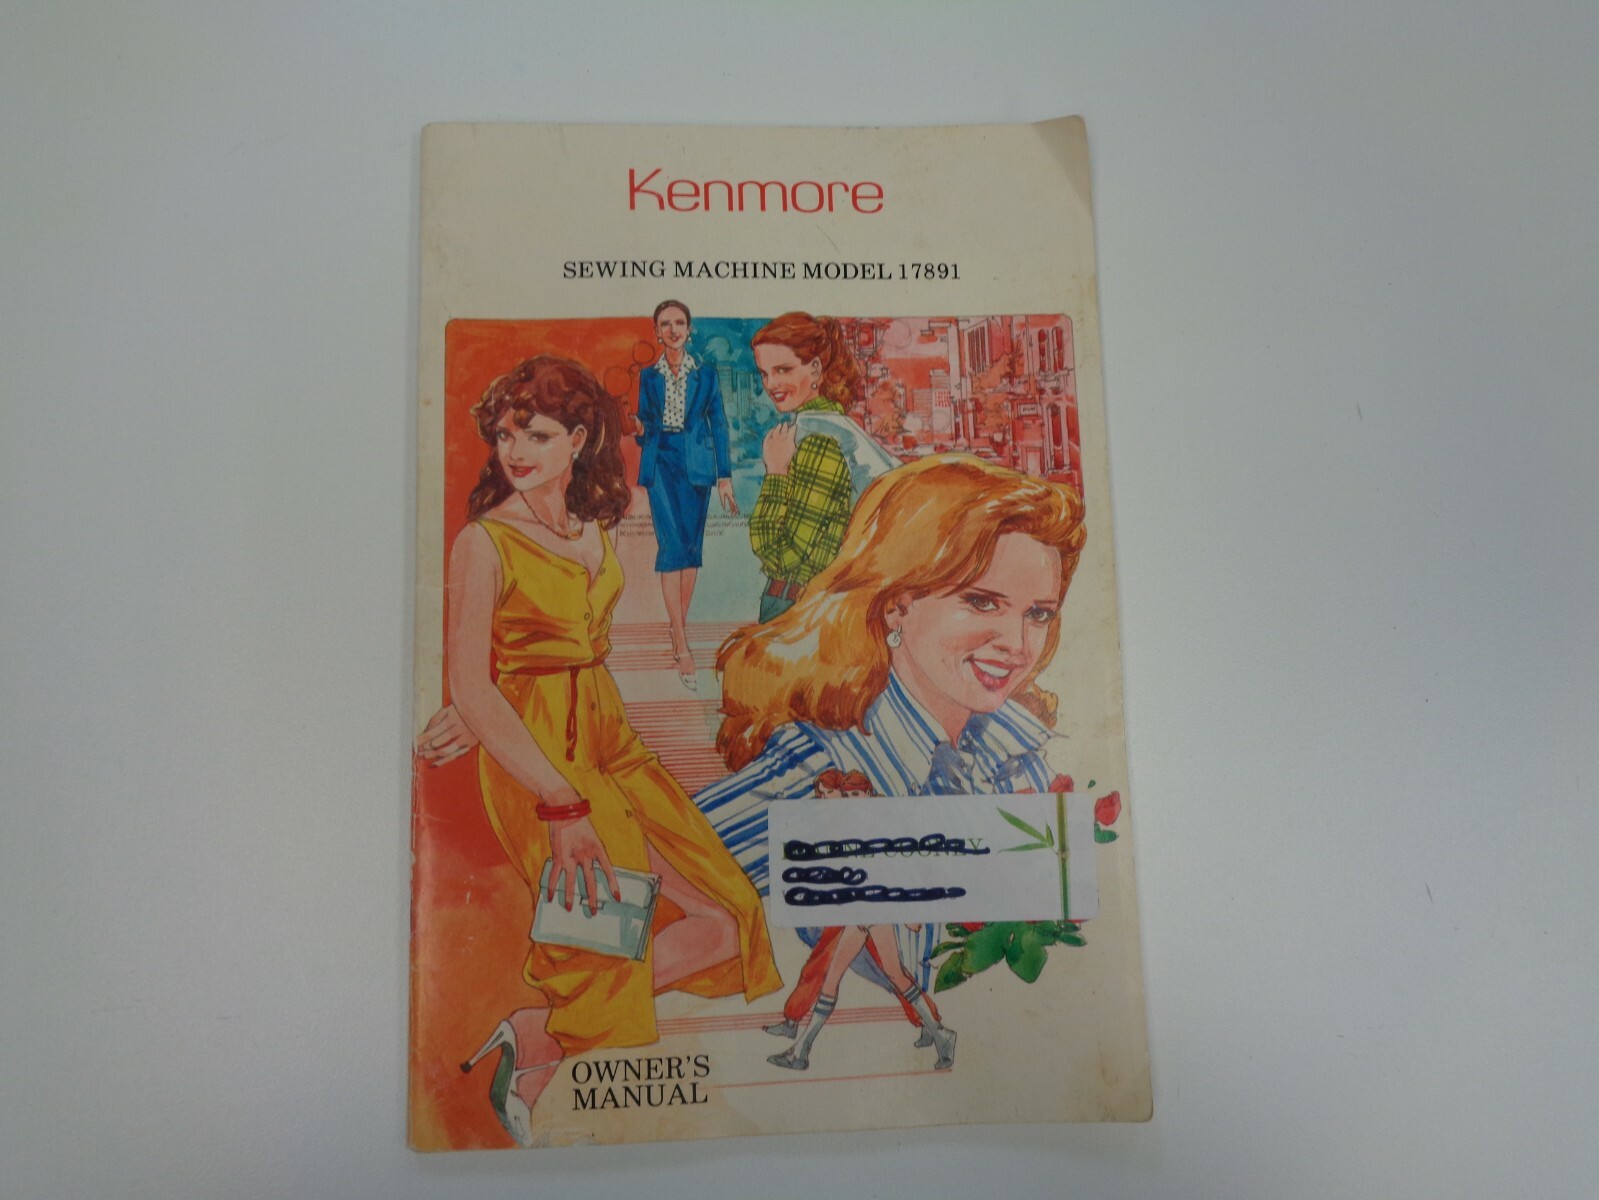 Kenmore
SEWING MACHINE MODEL 17891
OWNER'S
MANUAL